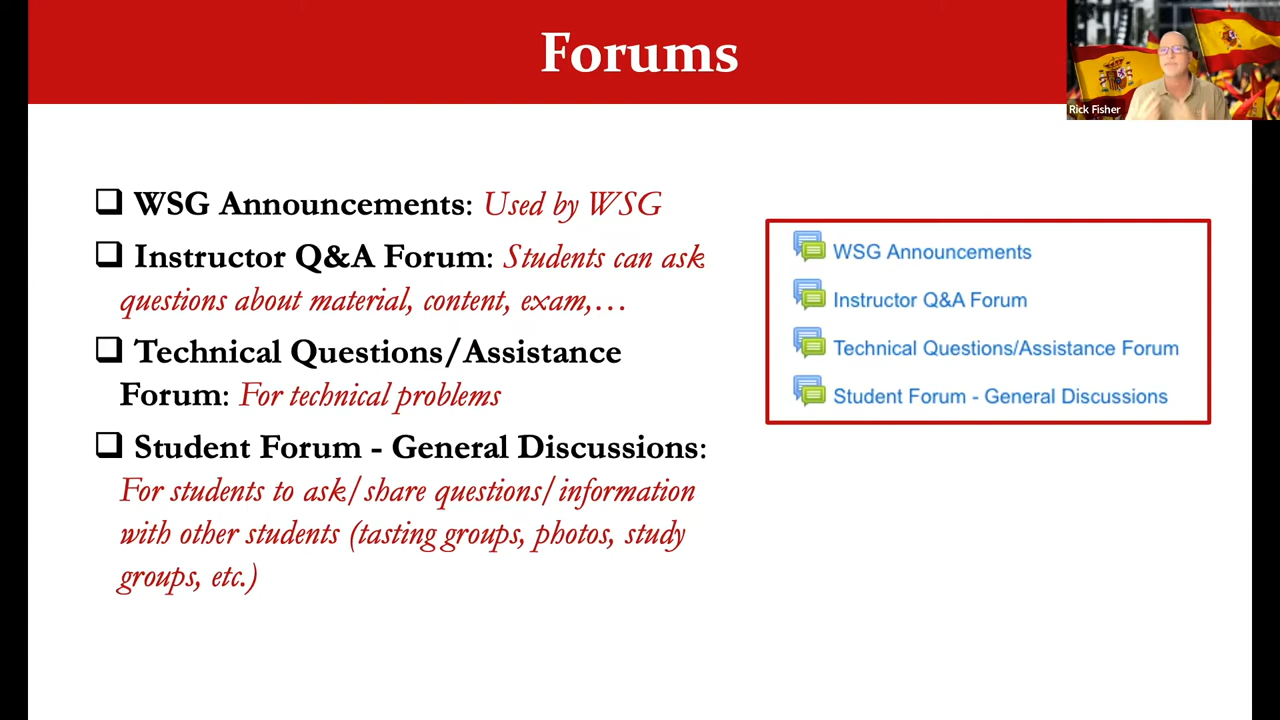 Forums
Rick Fisher
❑ WSG Announcements: Used by WSG
❑ Instructor Q&A Forum: Students can ask
questions about material, content, exam,…
❑ Technical Questions/Assistance
Forum: For technical problems
❑ Student Forum - General Discussions:
For students to ask/share questions/information
with other students (tasting groups, photos, study
groups, etc.)
WSG Announcements
Instructor Q&A Forum
Technical Questions/Assistance Forum
Student Forum - General Discussions